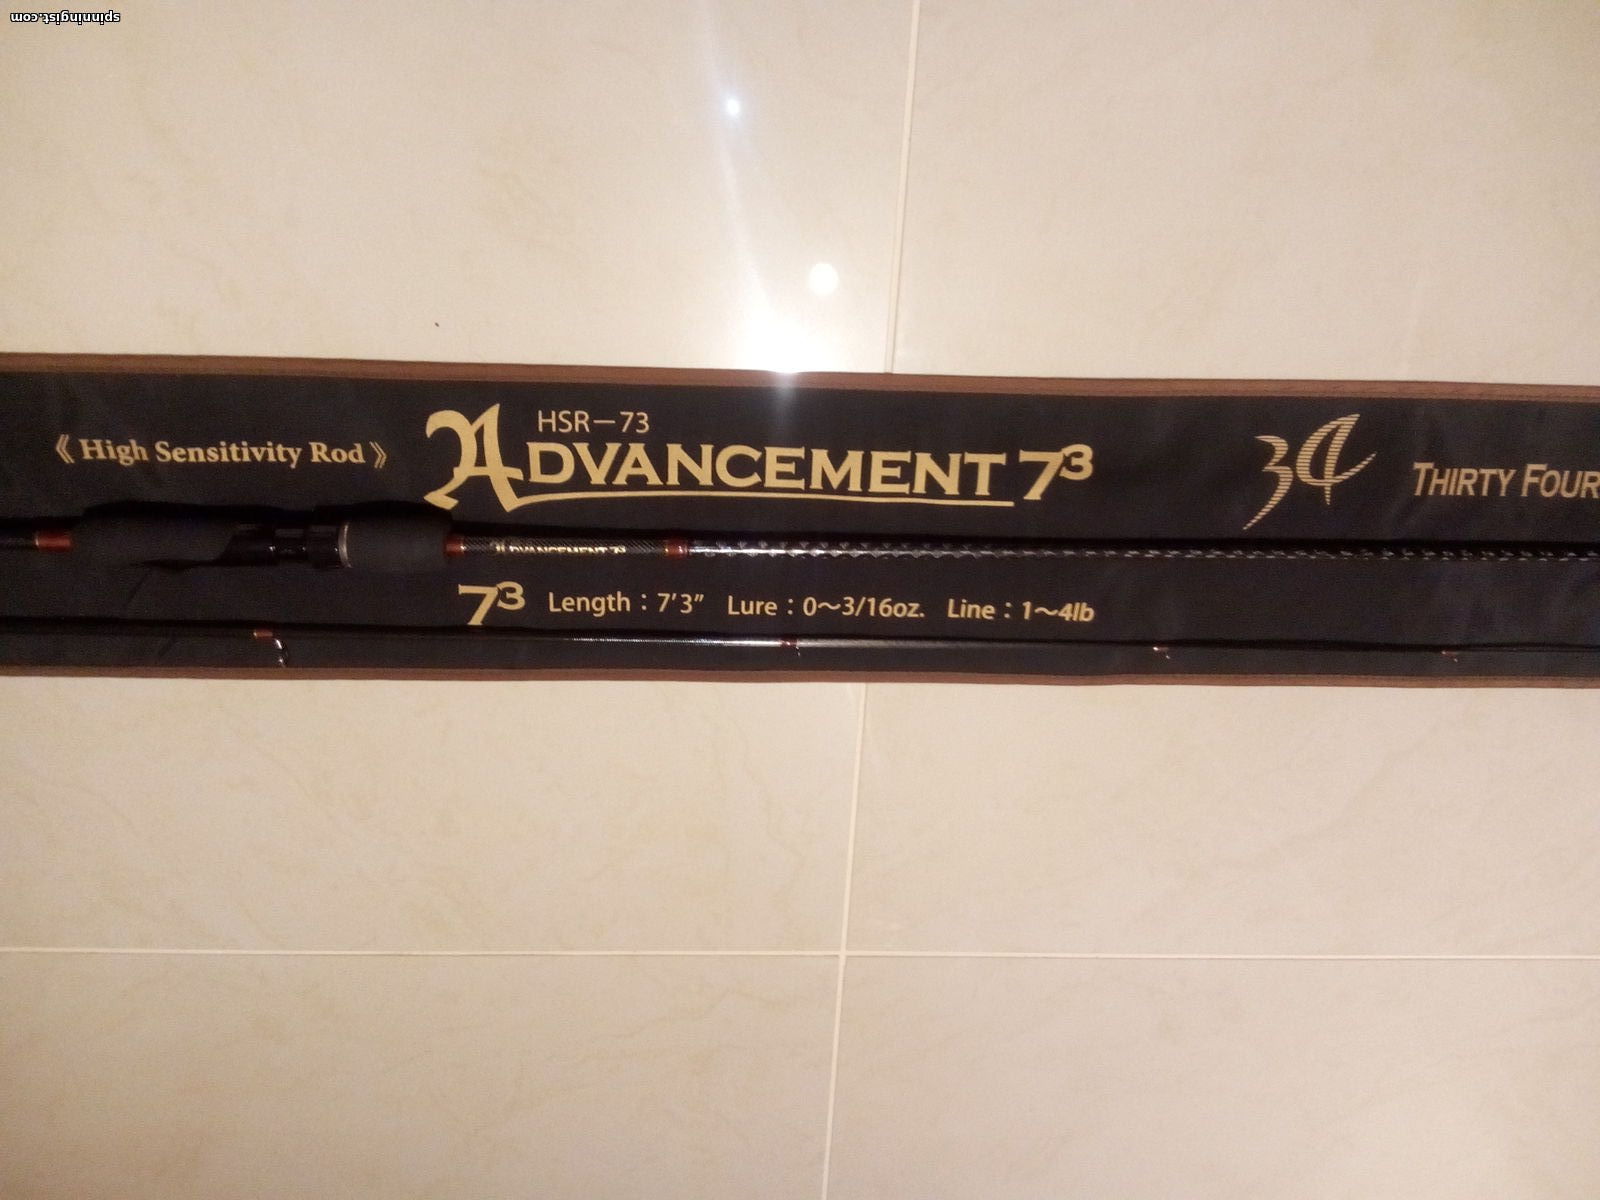 spinningist.com
HSR-73
《High Sensitivity Rod》 ADVANCEMENT 7³ 34 THIRTY FOUR
ADVANCEMENT 7³
7³ Length：7'3" Lure：0～3/16oz. Line：1～4lb